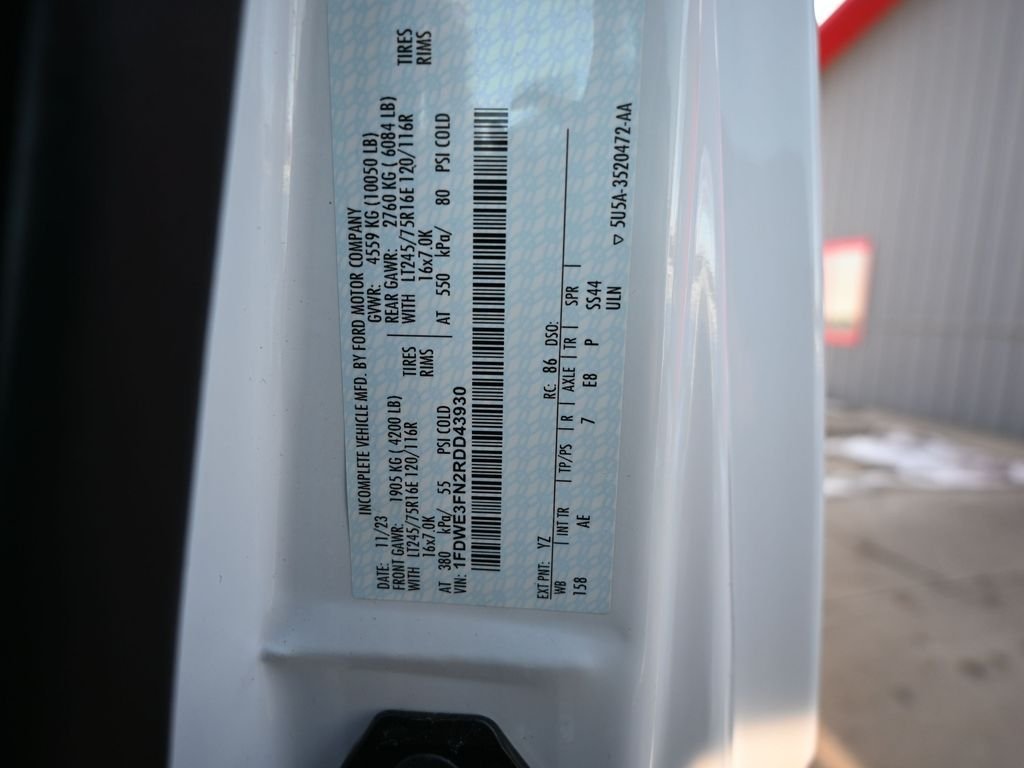 INCOMPLETE VEHICLE MFD. BY FORD MOTOR COMPANY
DATE: 11/23 GVWR: 4559 KG (10050 LB)
FRONT GAWR: 1905 KG ( 4200 LB) REAR GAWR: 2760 KG ( 6084 LB)
WITH LT245/75R16E 120/116R TIRES WITH LT245/75R16E 120/116R TIRES
16x7.0K RIMS 16x7.0K RIMS
AT 380 kPa/ 55 PSI COLD AT 550 kPa/ 80 PSI COLD
VIN: 1FDWE3FN2RDD43930
EXT PNT: YZ RC: 86 DSO:
WB INT TR TP/PS R AXLE TR SPR
158 AE 7 E8 P SS44
ULN
▽ 5U5A-3520472-AA